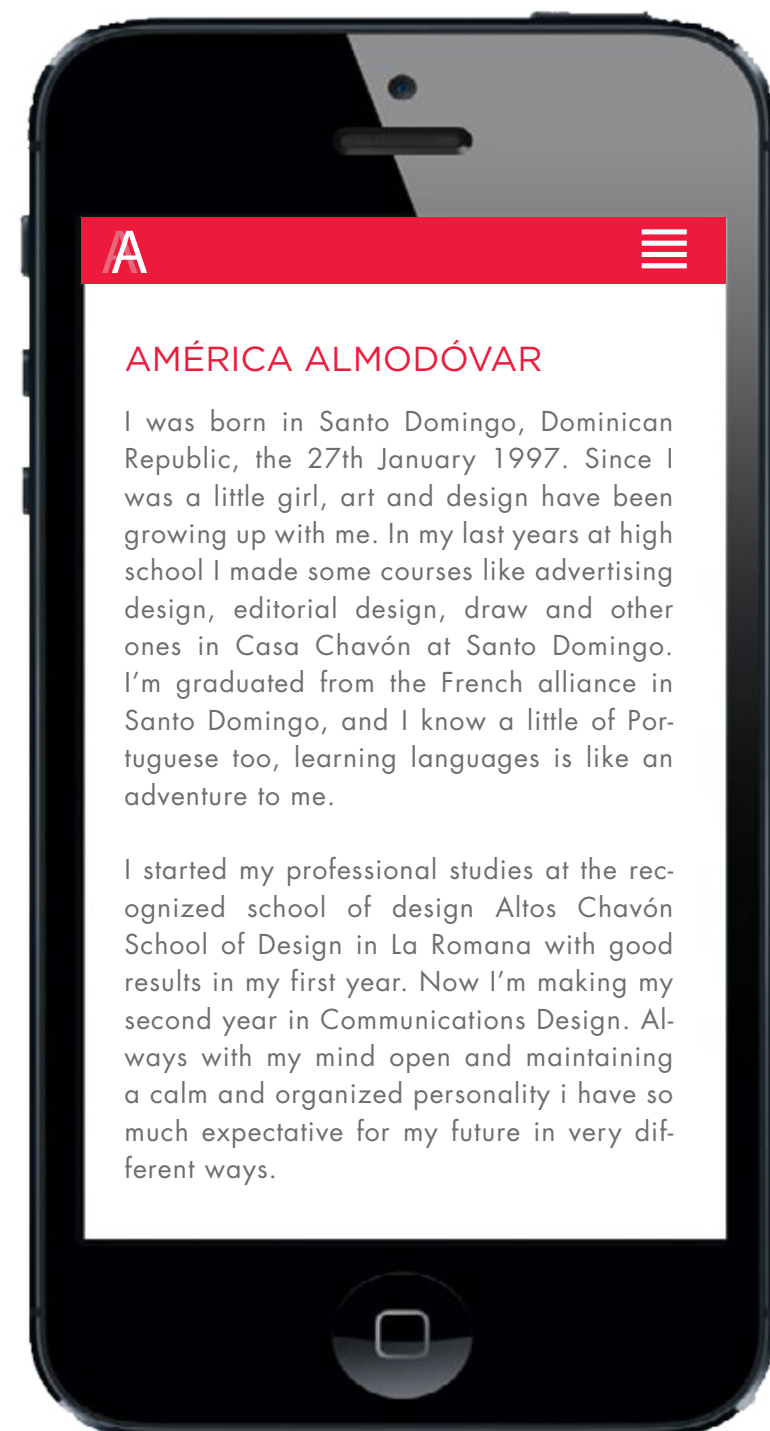 AA
AMÉRICA ALMODÓVAR
I was born in Santo Domingo, Dominican
Republic, the 27th January 1997. Since I
was a little girl, art and design have been
growing up with me. In my last years at high
school I made some courses like advertising
design, editorial design, draw and other
ones in Casa Chavón at Santo Domingo.
I’m graduated from the French alliance in
Santo Domingo, and I know a little of Por-
tuguese too, learning languages is like an
adventure to me.
I started my professional studies at the rec-
ognized school of design Altos Chavón
School of Design in La Romana with good
results in my first year. Now I’m making my
second year in Communications Design. Al-
ways with my mind open and maintaining
a calm and organized personality i have so
much expectative for my future in very dif-
ferent ways.